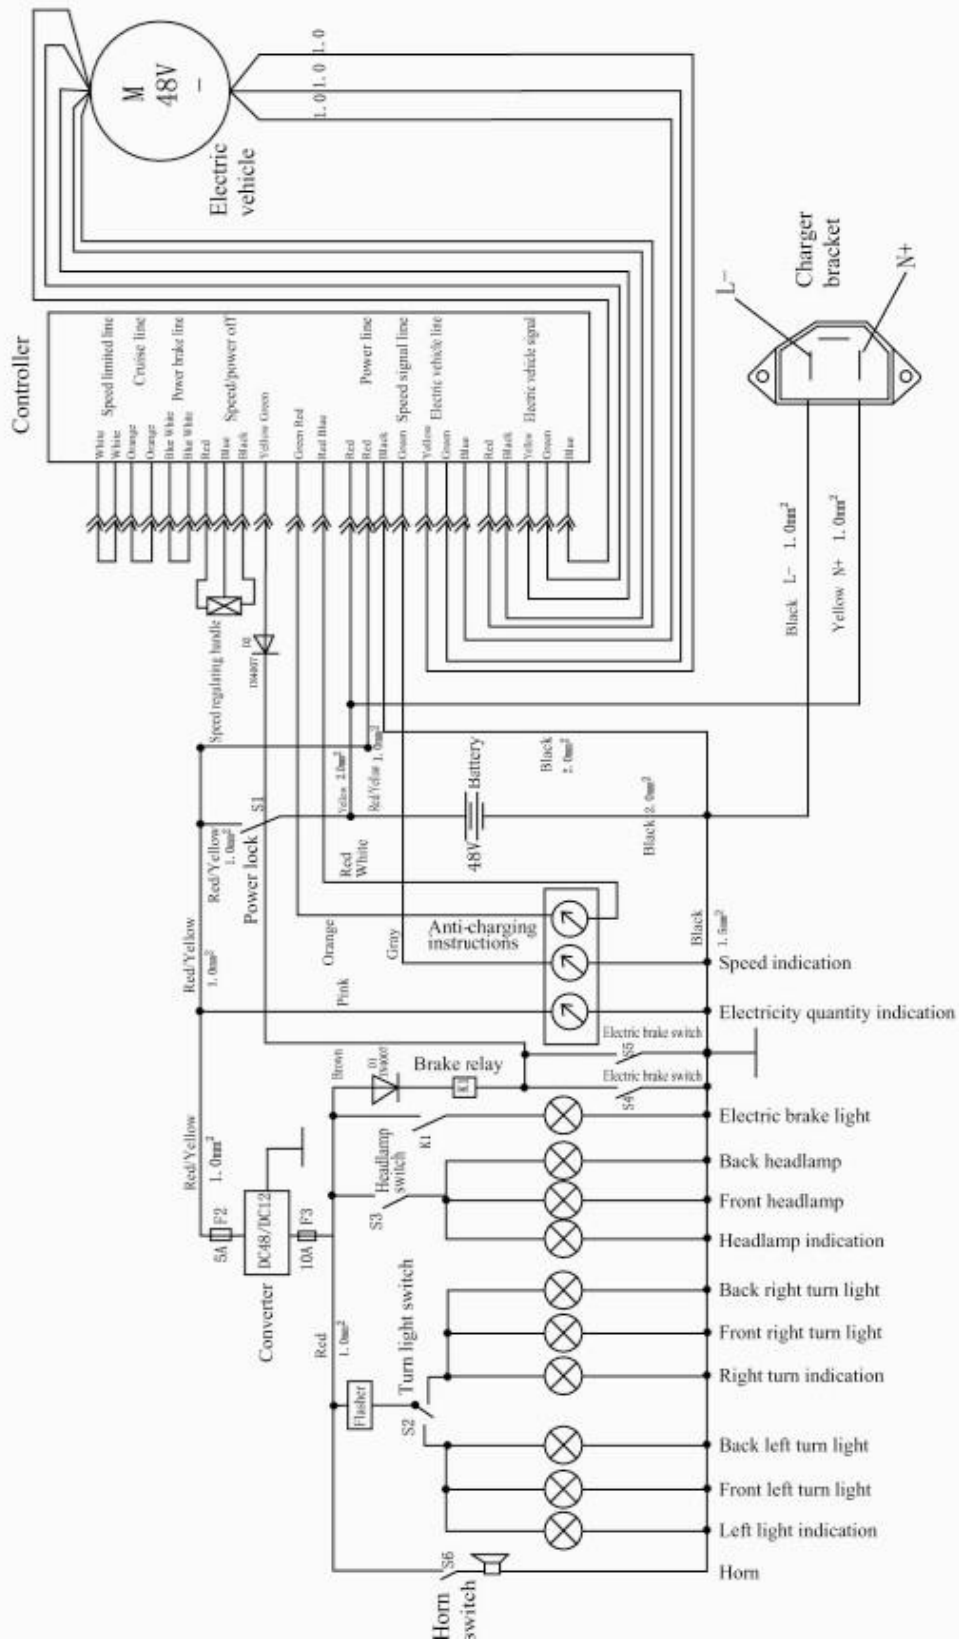 M
48V
1.0
1.0
1.0
Electric
vehicle
Controller
White
White
Speed limited line
Orange
Orange
Cruise line
Blue White
Blue White
Power brake line
Red
Blue
Black
Speed/power off
Yellow Green
Green Red
Red Blue
Red
Red
Black
Power line
Green
Speed signal line
Yellow
Green
Blue
Electric vehicle line
Red
Black
Yellow
Green
Blue
Electric vehicle signal
Charger
bracket
L-
N+
Black L- 1.0mm²
Yellow N+ 1.0mm²
Speed regulating handle
1N4007
Red/Yellow
1.0mm²
Power lock
S1
Yellow 2.0mm²
Red/Yellow 1.0mm²
Battery
48V
Black
2.0mm²
Black 2.0mm²
Red
White
Orange
Gray
Pink
Anti-charging
instructions
Black
1.5mm²
Red/Yellow
1.0mm²
Speed indication
Electricity quantity indication
Electric brake switch
S5
Electric brake switch
S4
Brown
D1
1N4007
Brake relay
K1
K1
Electric brake light
Red/Yellow
1.0mm²
5A F2
DC48/DC12
10A F3
Converter
Headlamp
switch
S3
Back headlamp
Front headlamp
Headlamp indication
Red
1.0mm²
Flasher
Turn light switch
S2
Back right turn light
Front right turn light
Right turn indication
Back left turn light
Front left turn light
Left light indication
S6
Horn
switch
Horn